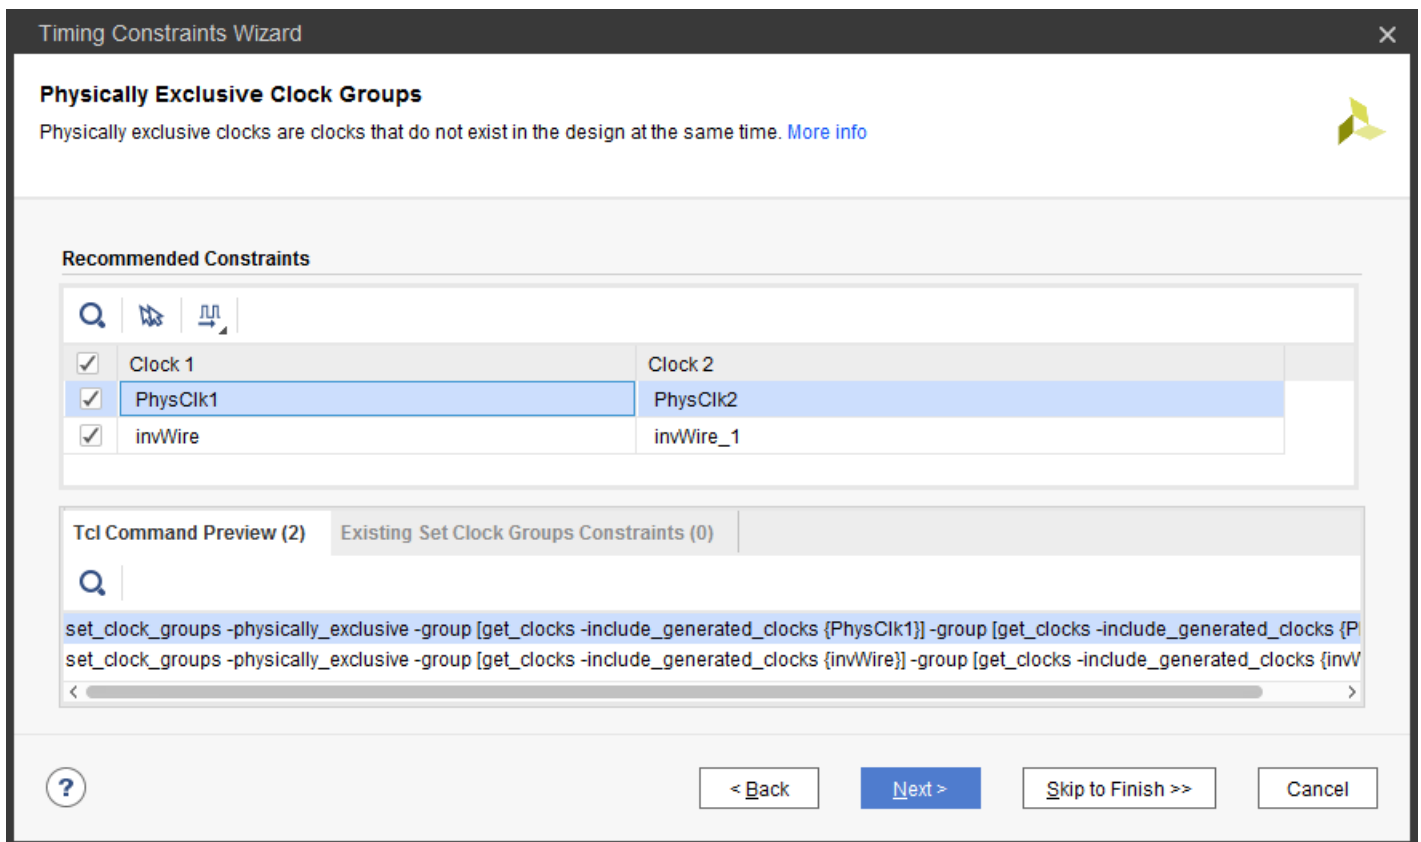 Timing Constraints Wizard
Physically Exclusive Clock Groups
Physically exclusive clocks are clocks that do not exist in the design at the same time. More info
Recommended Constraints
Clock 1 Clock 2
PhysClk1 PhysClk2
invWire invWire_1
Tcl Command Preview (2) Existing Set Clock Groups Constraints (0)
set_clock_groups -physically_exclusive -group [get_clocks -include_generated_clocks {PhysClk1}] -group [get_clocks -include_generated_clocks {Pl
set_clock_groups -physically_exclusive -group [get_clocks -include_generated_clocks {invWire}] -group [get_clocks -include_generated_clocks {invW
? < Back Next > Skip to Finish >> Cancel